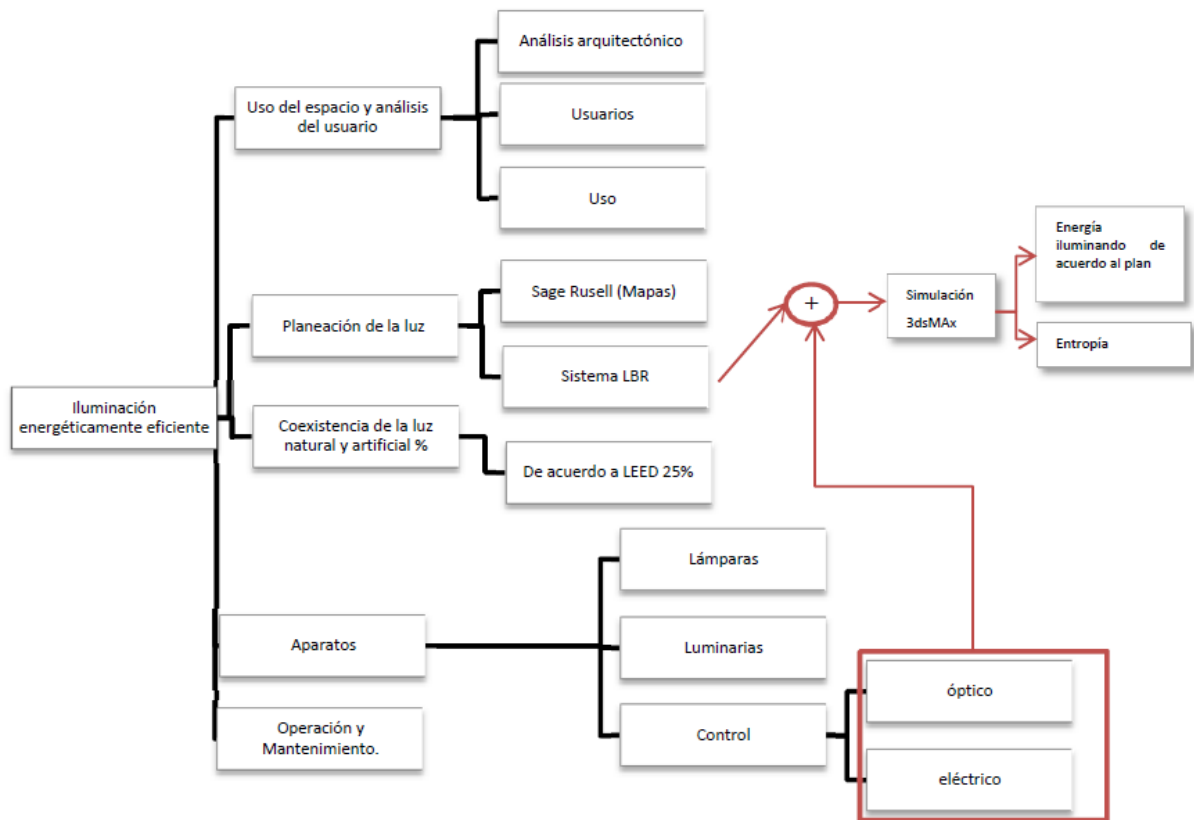 Análisis arquitectónico
Uso del espacio y análisis
del usuario
Usuarios
Uso
Energía
iluminando de
acuerdo al plan
Sage Rusell (Mapas)
+
Simulación
3dsMAx
Planeación de la luz
Entropía
Sistema LBR
Iluminación
energéticamente eficiente
Coexistencia de la luz
natural y artificial %
De acuerdo a LEED 25%
Lámparas
Aparatos
Luminarias
óptico
Operación y
Mantenimiento.
Control
eléctrico